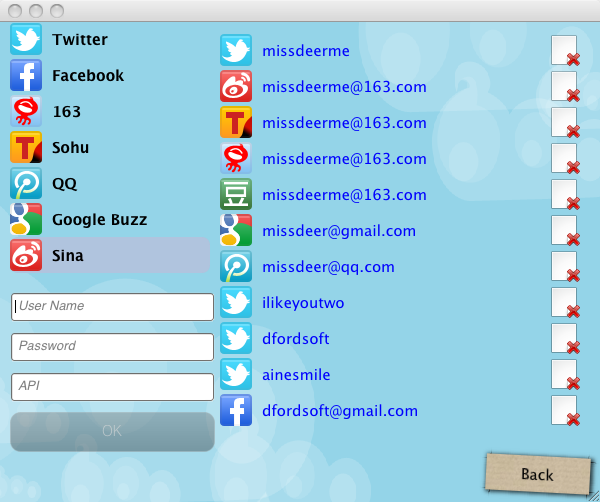 Twitter
Facebook
163
Sohu
QQ
Google Buzz
Sina
User Name
Password
API
OK
missdeerme
missdeerme@163.com
missdeerme@163.com
missdeerme@163.com
豆
missdeerme@163.com
missdeer@gmail.com
missdeer@qq.com
ilikeyoutwo
dfordsoft
ainesmile
dfordsoft@gmail.com
Back